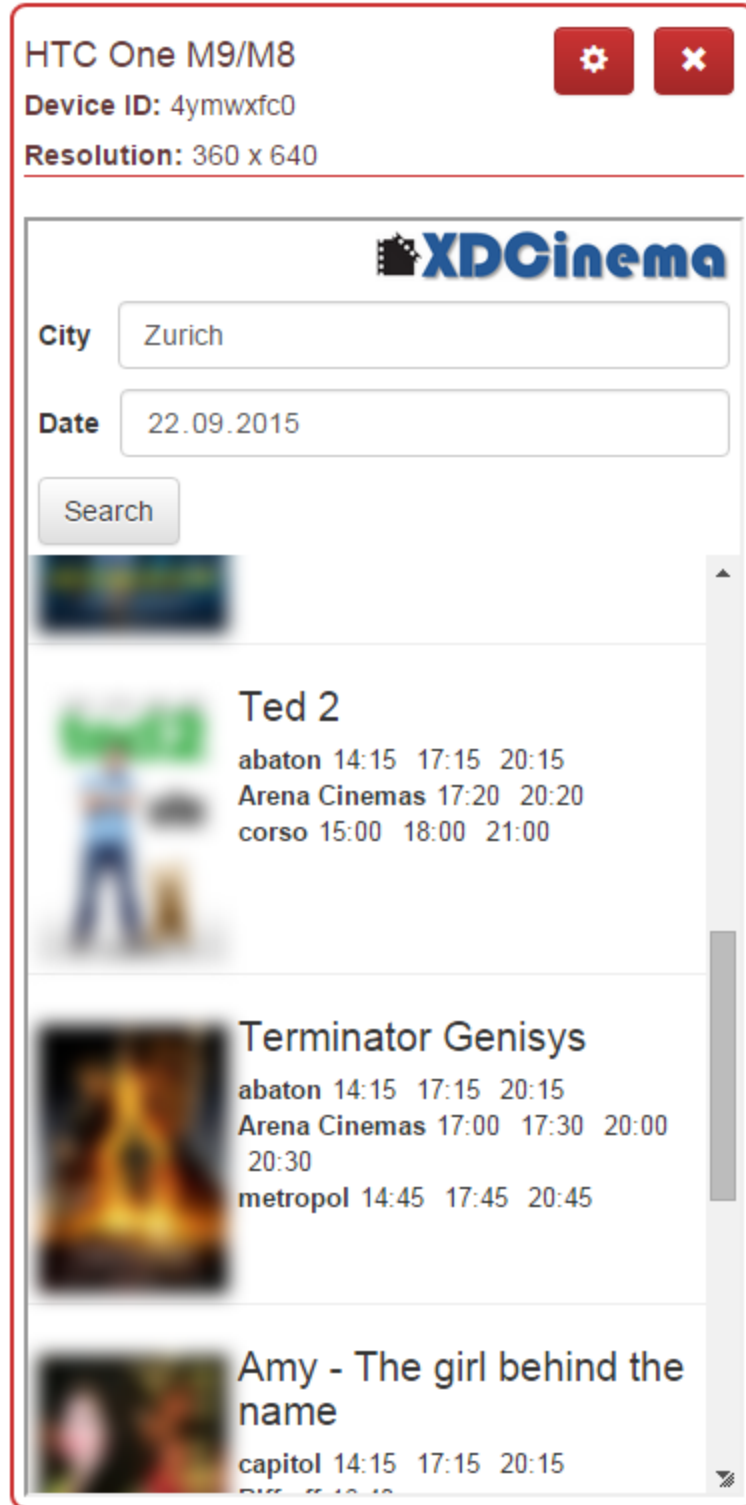 HTC One M9/M8
Device ID: 4ymwxfc0
Resolution: 360 x 640
XDCinema
City Zurich
Date 22.09.2015
Search
ted2
Ted 2
abaton 14:15 17:15 20:15
Arena Cinemas 17:20 20:20
corso 15:00 18:00 21:00
Terminator Genisys
abaton 14:15 17:15 20:15
Arena Cinemas 17:00 17:30 20:00
20:30
metropol 14:45 17:45 20:45
Amy - The girl behind the
name
capitol 14:15 17:15 20:15